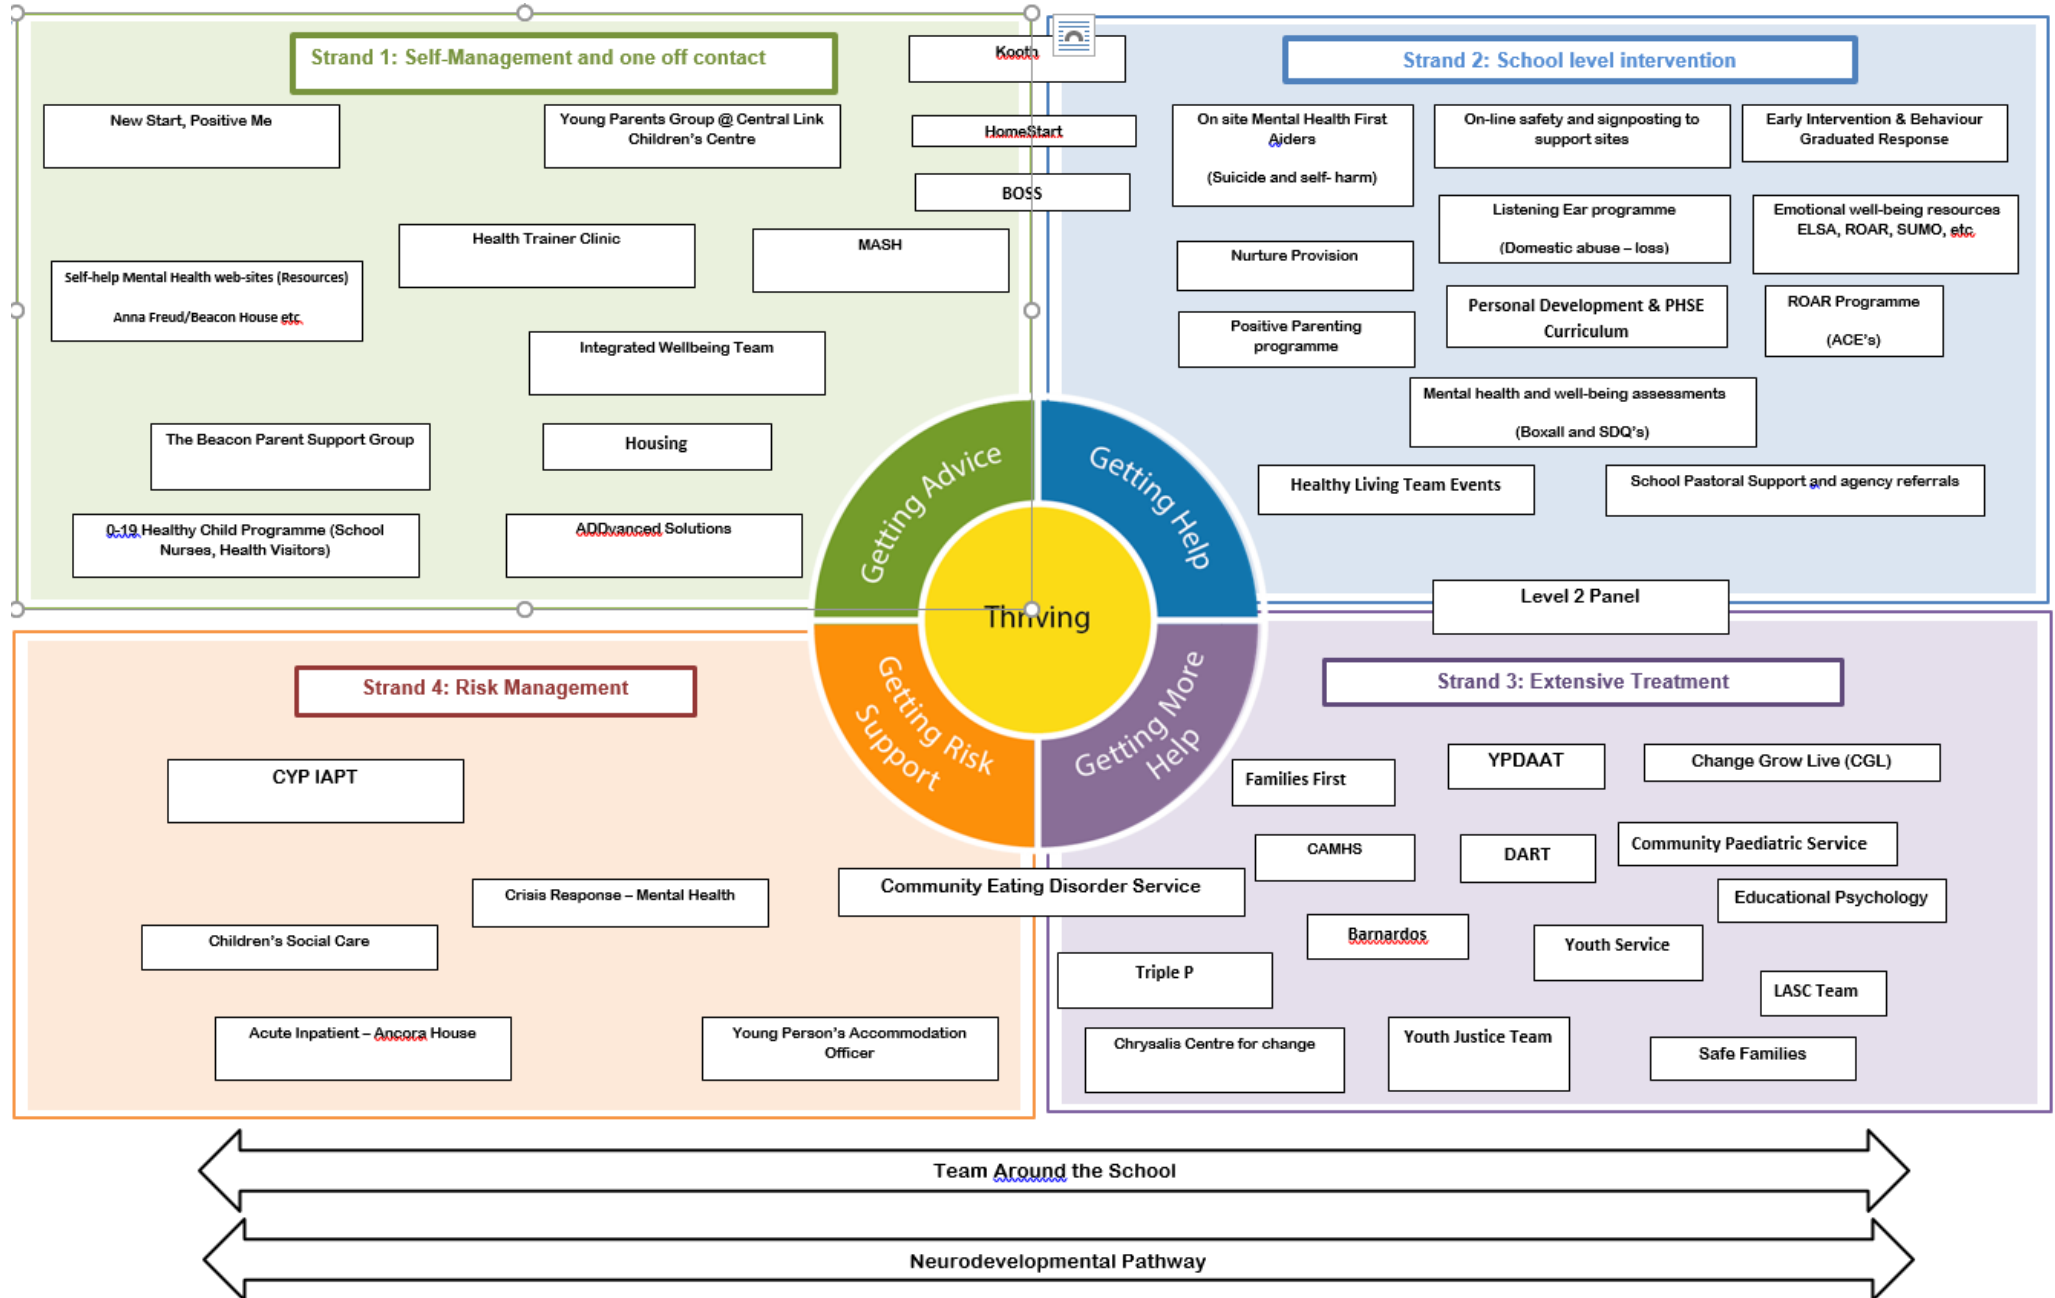 Strand 1: Self-Management and one off contact
New Start, Positive Me
Young Parents Group @ Central Link
Children's Centre
Health Trainer Clinic
MASH
Self-help Mental Health web-sites (Resources)
Anna Freud/Beacon House etc
Integrated Wellbeing Team
The Beacon Parent Support Group
Housing
0-19 Healthy Child Programme (School
Nurses, Health Visitors)
ADDvanced Solutions
Kooth
HomeStart
BOSS
Strand 2: School level intervention
On site Mental Health First
Aiders
(Suicide and self- harm)
On-line safety and signposting to
support sites
Early Intervention & Behaviour
Graduated Response
Listening Ear programme
(Domestic abuse – loss)
Emotional well-being resources
ELSA, ROAR, SUMO, etc
Nurture Provision
Personal Development & PHSE
Curriculum
ROAR Programme
(ACE's)
Positive Parenting
programme
Mental health and well-being assessments
(Boxall and SDQ's)
Healthy Living Team Events
School Pastoral Support and agency referrals
Level 2 Panel
Getting Advice
Getting Help
Thriving
Getting Risk
Support
Getting More
Help
Strand 4: Risk Management
CYP IAPT
Crisis Response – Mental Health
Children's Social Care
Acute Inpatient – Ancora House
Young Person's Accommodation
Officer
Community Eating Disorder Service
Strand 3: Extensive Treatment
Families First
YPDAAT
Change Grow Live (CGL)
CAMHS
DART
Community Paediatric Service
Educational Psychology
Barnardos
Youth Service
Triple P
LASC Team
Chrysalis Centre for change
Youth Justice Team
Safe Families
Team Around the School
Neurodevelopmental Pathway